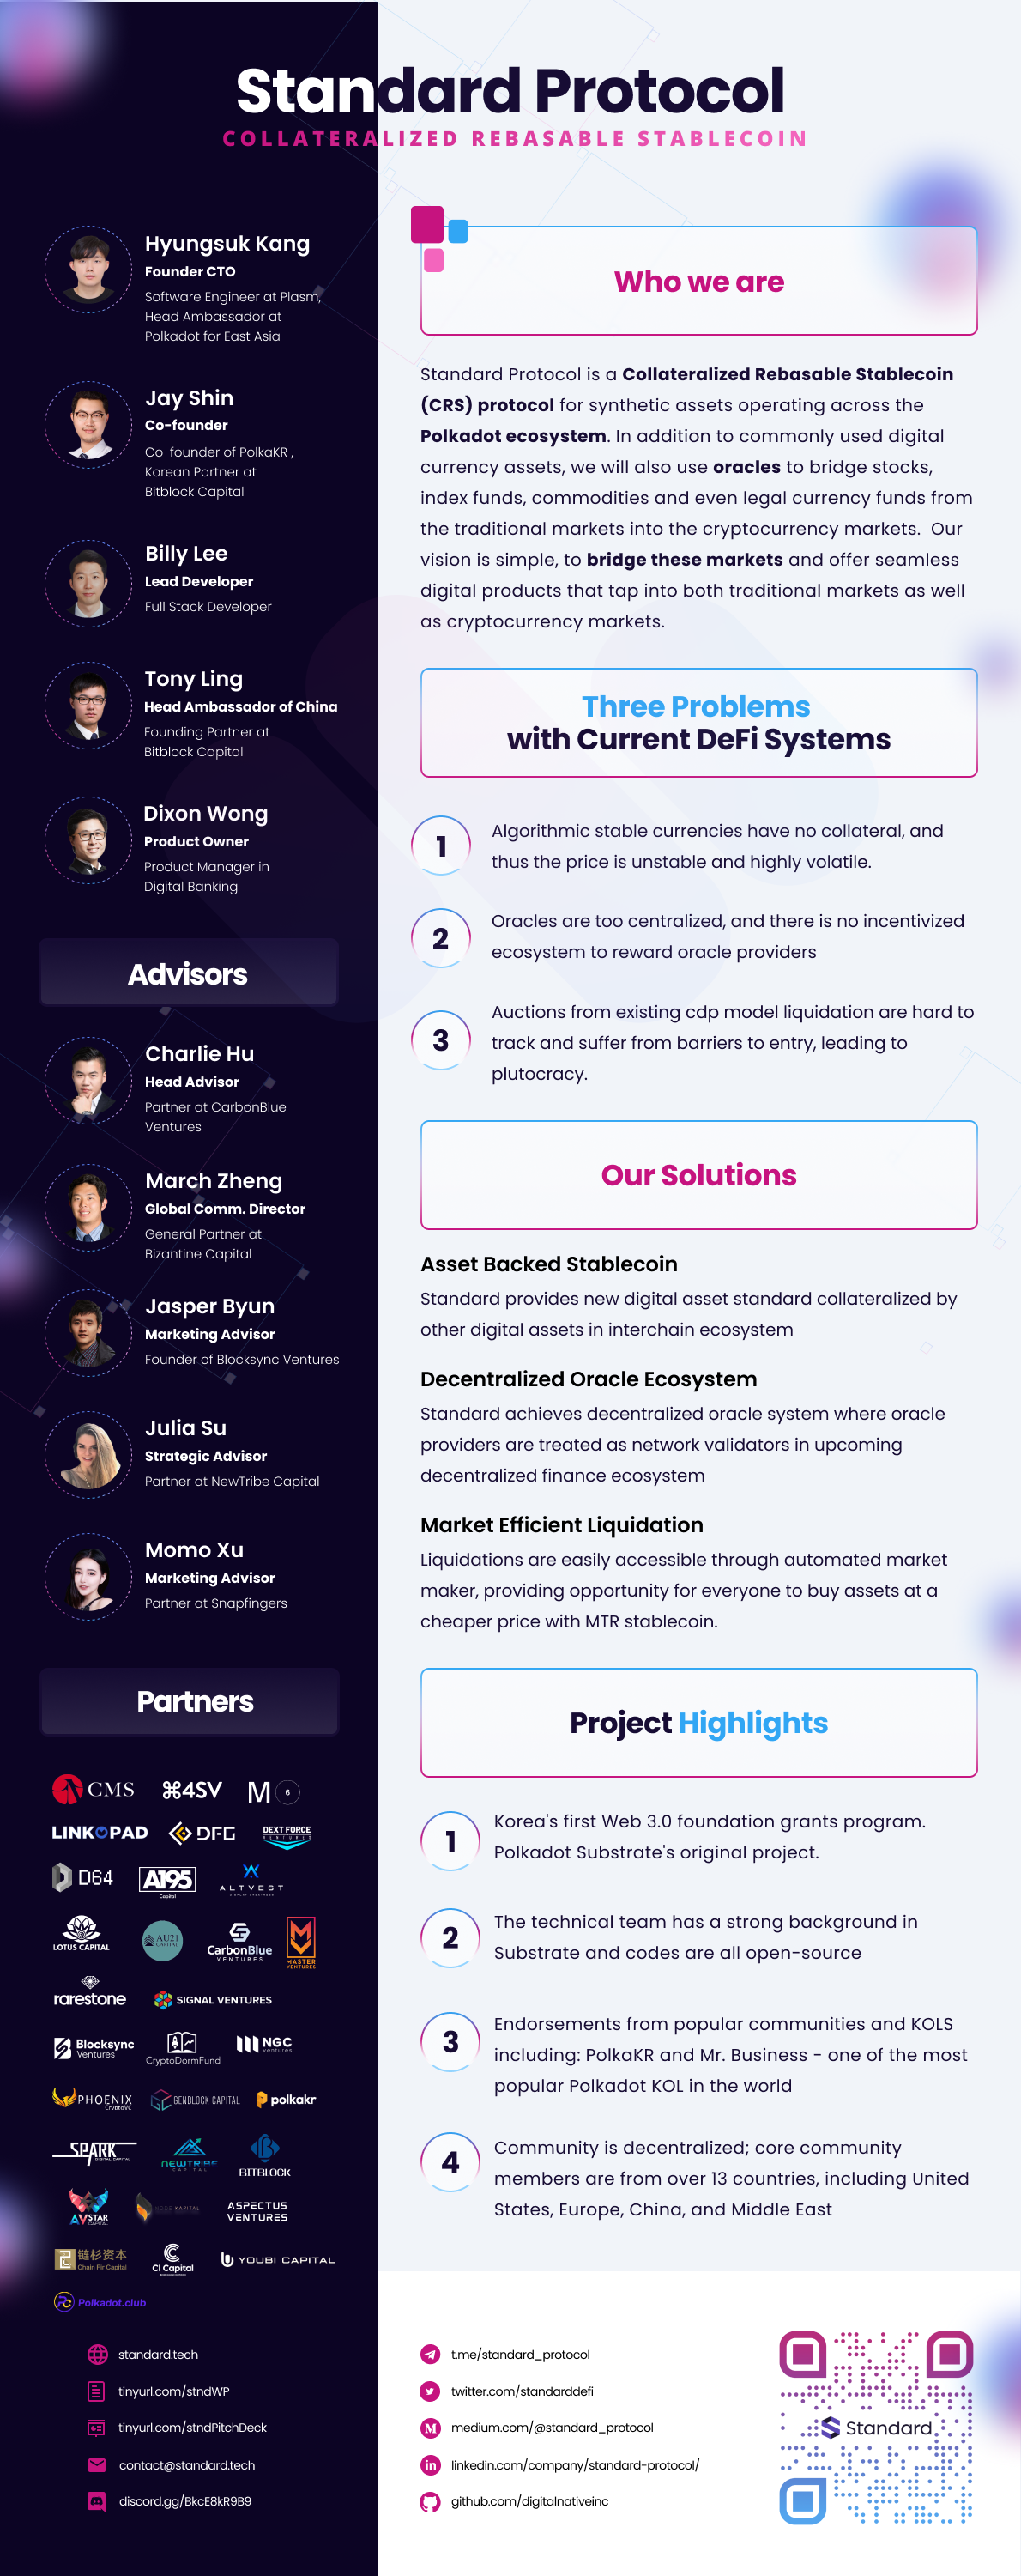 Standard Protocol
COLLATERALIZED REBASABLE STABLECOIN
Hyungsuk Kang
Founder CTO
Software Engineer at Plasm,
Head Ambassador at
Polkadot for East Asia
Jay Shin
Co-founder
Co-founder of PolkaKR ,
Korean Partner at
Bitblock Capital
Billy Lee
Lead Developer
Full Stack Developer
Tony Ling
Head Ambassador of China
Founding Partner at
Bitblock Capital
Dixon Wong
Product Owner
Product Manager in
Digital Banking
Advisors
Charlie Hu
Head Advisor
Partner at CarbonBlue
Ventures
March Zheng
Global Comm. Director
General Partner at
Bizantine Capital
Jasper Byun
Marketing Advisor
Founder of Blocksync Ventures
Julia Su
Strategic Advisor
Partner at NewTribe Capital
Momo Xu
Marketing Advisor
Partner at Snapfingers
Partners
CMS
⌘4SV
M 6
LINKOPAD
DFG
DEXT FORCE
VENTURES
D64
A195
Capital
ALTVEST
LOTUS CAPITAL
AU21
CAPITAL
CarbonBlue
VENTURES
MASTER
VENTURES
rarestone
SIGNAL VENTURES
Blocksync
Ventures
CryptoDormFund
NGC
ventures
PHOENIX
CryptoVC
GENBLOCK CAPITAL
polkakr
SPARK
DIGITAL CAPITAL
NEWTRIBE
CAPITAL
BITBLOCK
AVSTAR
CAPITAL
ASPECTUS
VENTURES
链杉资本
Chain Fir Capital
CI Capital
YOUBI CAPITAL
Polkadot.club
standard.tech
tinyurl.com/stndWP
tinyurl.com/stndPitchDeck
contact@standard.tech
discord.gg/BkcE8kR9B9
Who we are
Standard Protocol is a Collateralized Rebasable Stablecoin
(CRS) protocol for synthetic assets operating across the
Polkadot ecosystem. In addition to commonly used digital
currency assets, we will also use oracles to bridge stocks,
index funds, commodities and even legal currency funds from
the traditional markets into the cryptocurrency markets. Our
vision is simple, to bridge these markets and offer seamless
digital products that tap into both traditional markets as well
as cryptocurrency markets.
Three Problems
with Current DeFi Systems
1
Algorithmic stable currencies have no collateral, and
thus the price is unstable and highly volatile.
2
Oracles are too centralized, and there is no incentivized
ecosystem to reward oracle providers
3
Auctions from existing cdp model liquidation are hard to
track and suffer from barriers to entry, leading to
plutocracy.
Our Solutions
Asset Backed Stablecoin
Standard provides new digital asset standard collateralized by
other digital assets in interchain ecosystem
Decentralized Oracle Ecosystem
Standard achieves decentralized oracle system where oracle
providers are treated as network validators in upcoming
decentralized finance ecosystem
Market Efficient Liquidation
Liquidations are easily accessible through automated market
maker, providing opportunity for everyone to buy assets at a
cheaper price with MTR stablecoin.
Project Highlights
1
Korea's first Web 3.0 foundation grants program.
Polkadot Substrate's original project.
2
The technical team has a strong background in
Substrate and codes are all open-source
3
Endorsements from popular communities and KOLS
including: PolkaKR and Mr. Business - one of the most
popular Polkadot KOL in the world
4
Community is decentralized; core community
members are from over 13 countries, including United
States, Europe, China, and Middle East
t.me/standard_protocol
twitter.com/standarddefi
medium.com/@standard_protocol
linkedin.com/company/standard-protocol/
github.com/digitalnativeinc
Standard